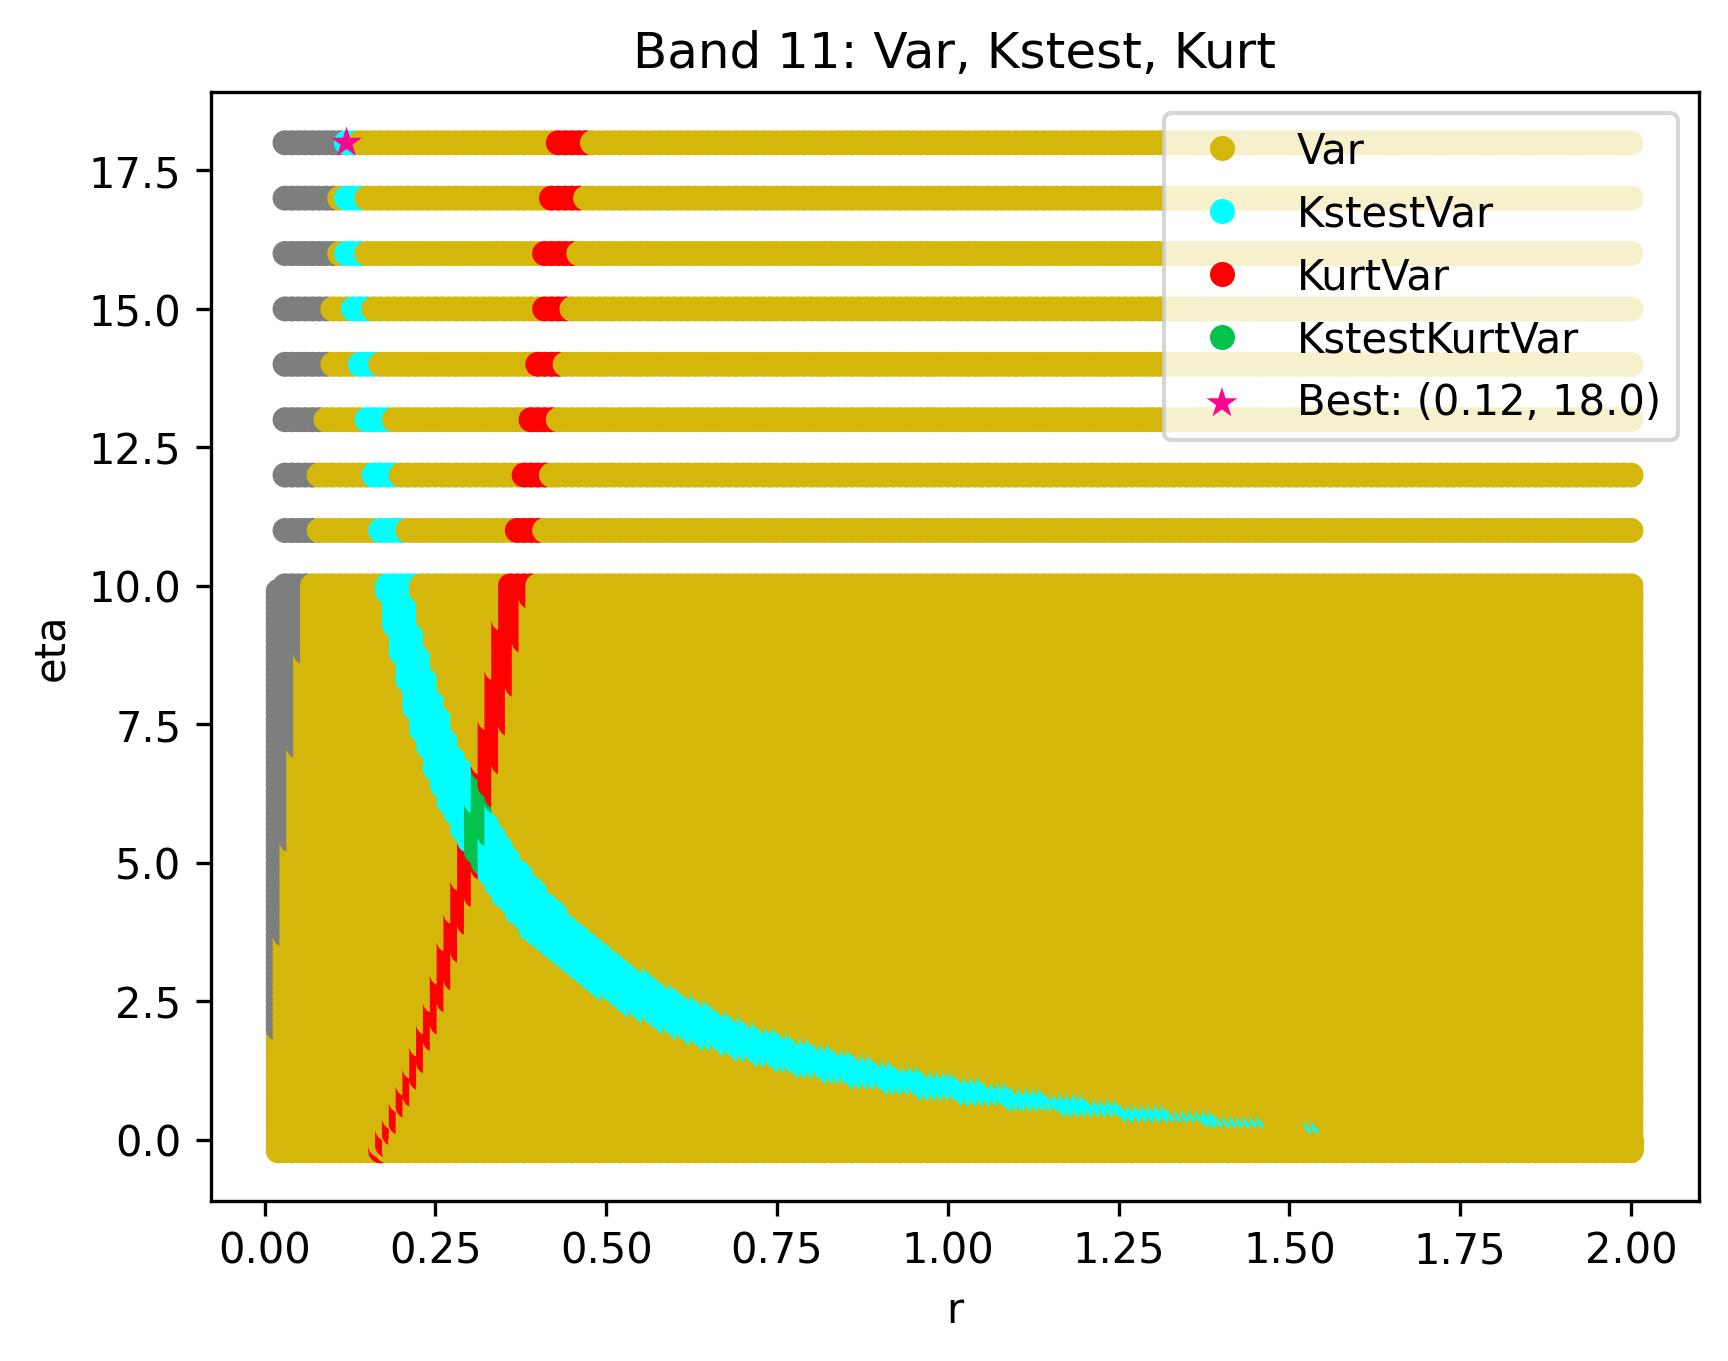 Band 11: Var, Kstest, Kurt
Var
KstestVar
KurtVar
KstestKurtVar
Best: (0.12, 18.0)
17.5
15.0
12.5
10.0
7.5
5.0
2.5
0.0
eta
0.00 0.25 0.50 0.75 1.00 1.25 1.50 1.75 2.00
r